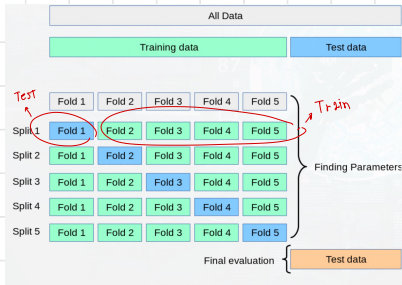 All Data
Training data Test data
Test
Fold 1 Fold 2 Fold 3 Fold 4 Fold 5
Train
Split 1 Fold 1 Fold 2 Fold 3 Fold 4 Fold 5
Split 2 Fold 1 Fold 2 Fold 3 Fold 4 Fold 5
Finding Parameters
Split 3 Fold 1 Fold 2 Fold 3 Fold 4 Fold 5
Split 4 Fold 1 Fold 2 Fold 3 Fold 4 Fold 5
Split 5 Fold 1 Fold 2 Fold 3 Fold 4 Fold 5
Final evaluation Test data